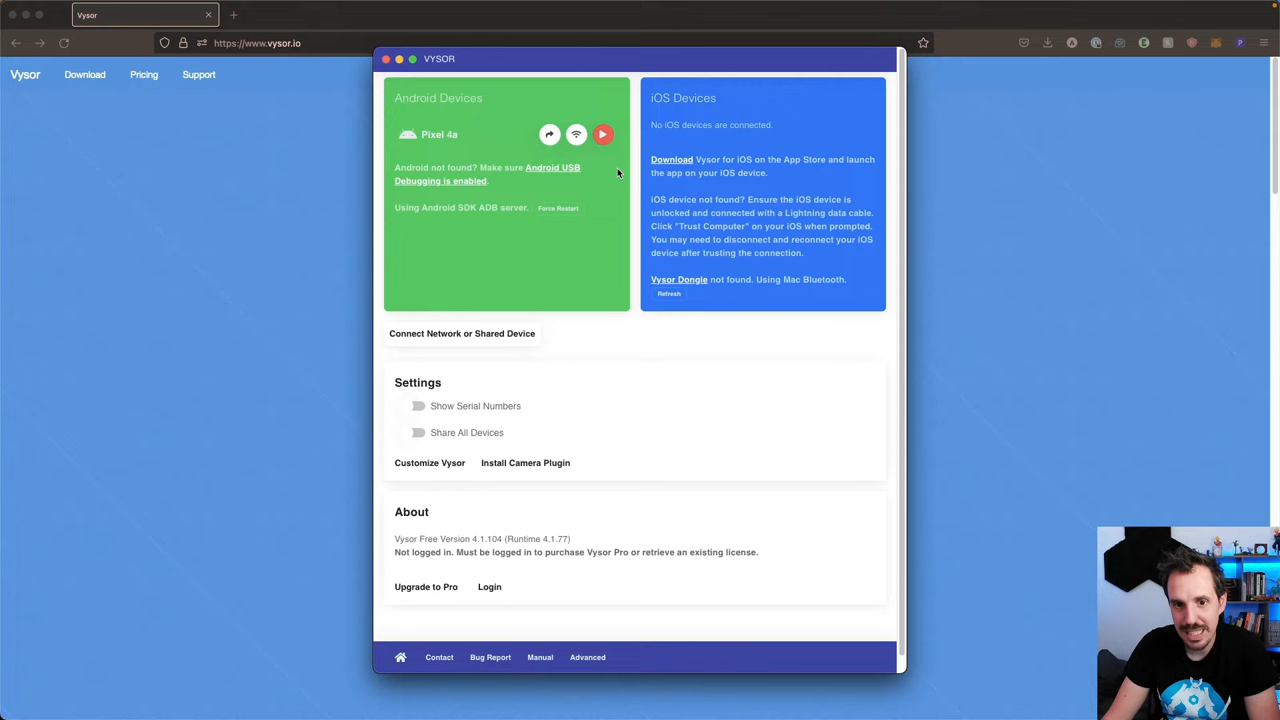 Vysor
https://www.vysor.io
Vysor
Download
Pricing
Support
VYSOR
Android Devices
Pixel 4a
Android not found? Make sure Android USB
Debugging is enabled.
Using Android SDK ADB server.
Force Restart
iOS Devices
No iOS devices are connected.
Download Vysor for iOS on the App Store and launch
the app on your iOS device.
iOS device not found? Ensure the iOS device is
unlocked and connected with a Lightning data cable.
Click "Trust Computer" on your iOS when prompted.
You may need to disconnect and reconnect your iOS
device after trusting the connection.
Vysor Dongle not found. Using Mac Bluetooth.
Refresh
Connect Network or Shared Device
Settings
Show Serial Numbers
Share All Devices
Customize Vysor
Install Camera Plugin
About
Vysor Free Version 4.1.104 (Runtime 4.1.77)
Not logged in. Must be logged in to purchase Vysor Pro or retrieve an existing license.
Upgrade to Pro
Login
Contact
Bug Report
Manual
Advanced